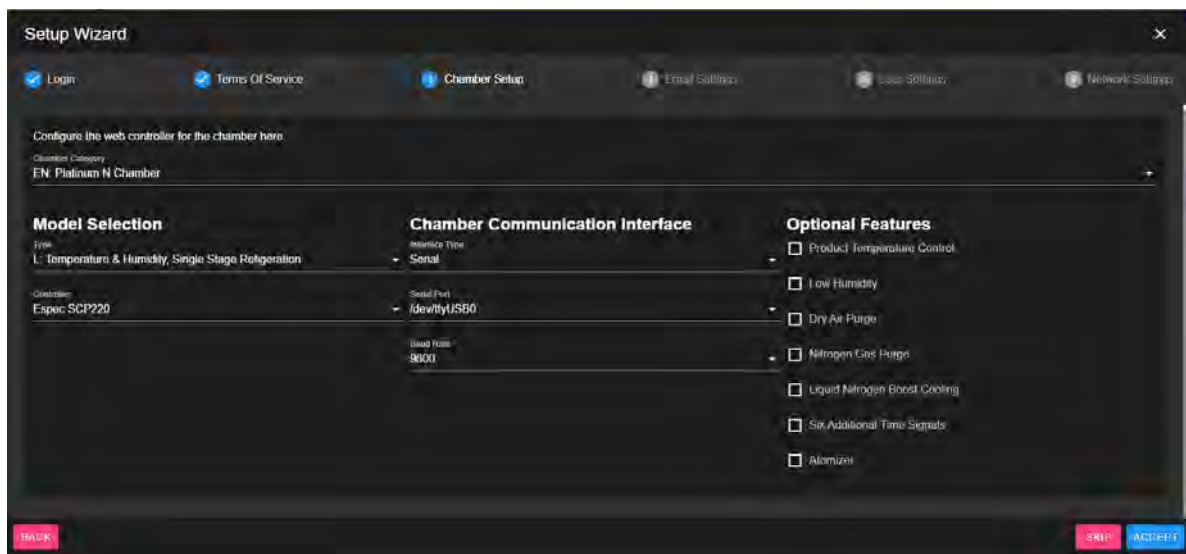 Setup Wizard
Login
Terms Of Service
Chamber Setup
Email Settings
User Settings
Network Settings
Configure the web controller for the chamber here
Chamber Category
EN: Platinum N Chamber
Model Selection
Type
L: Temperature & Humidity, Single Stage Refigeration
Controller
Espec SCP220
Chamber Communication Interface
Interface Type
Serial
Serial Port
/dev/ttyUSB0
Baud Rate
9600
Optional Features
Product Temperature Control
Low Humidity
Dry Air Purge
Nitrogen Gas Purge
Liquid Nitrogen Boost Cooling
Six Additional Time Signals
Atomizer
BACK
SKIP
ACCEPT